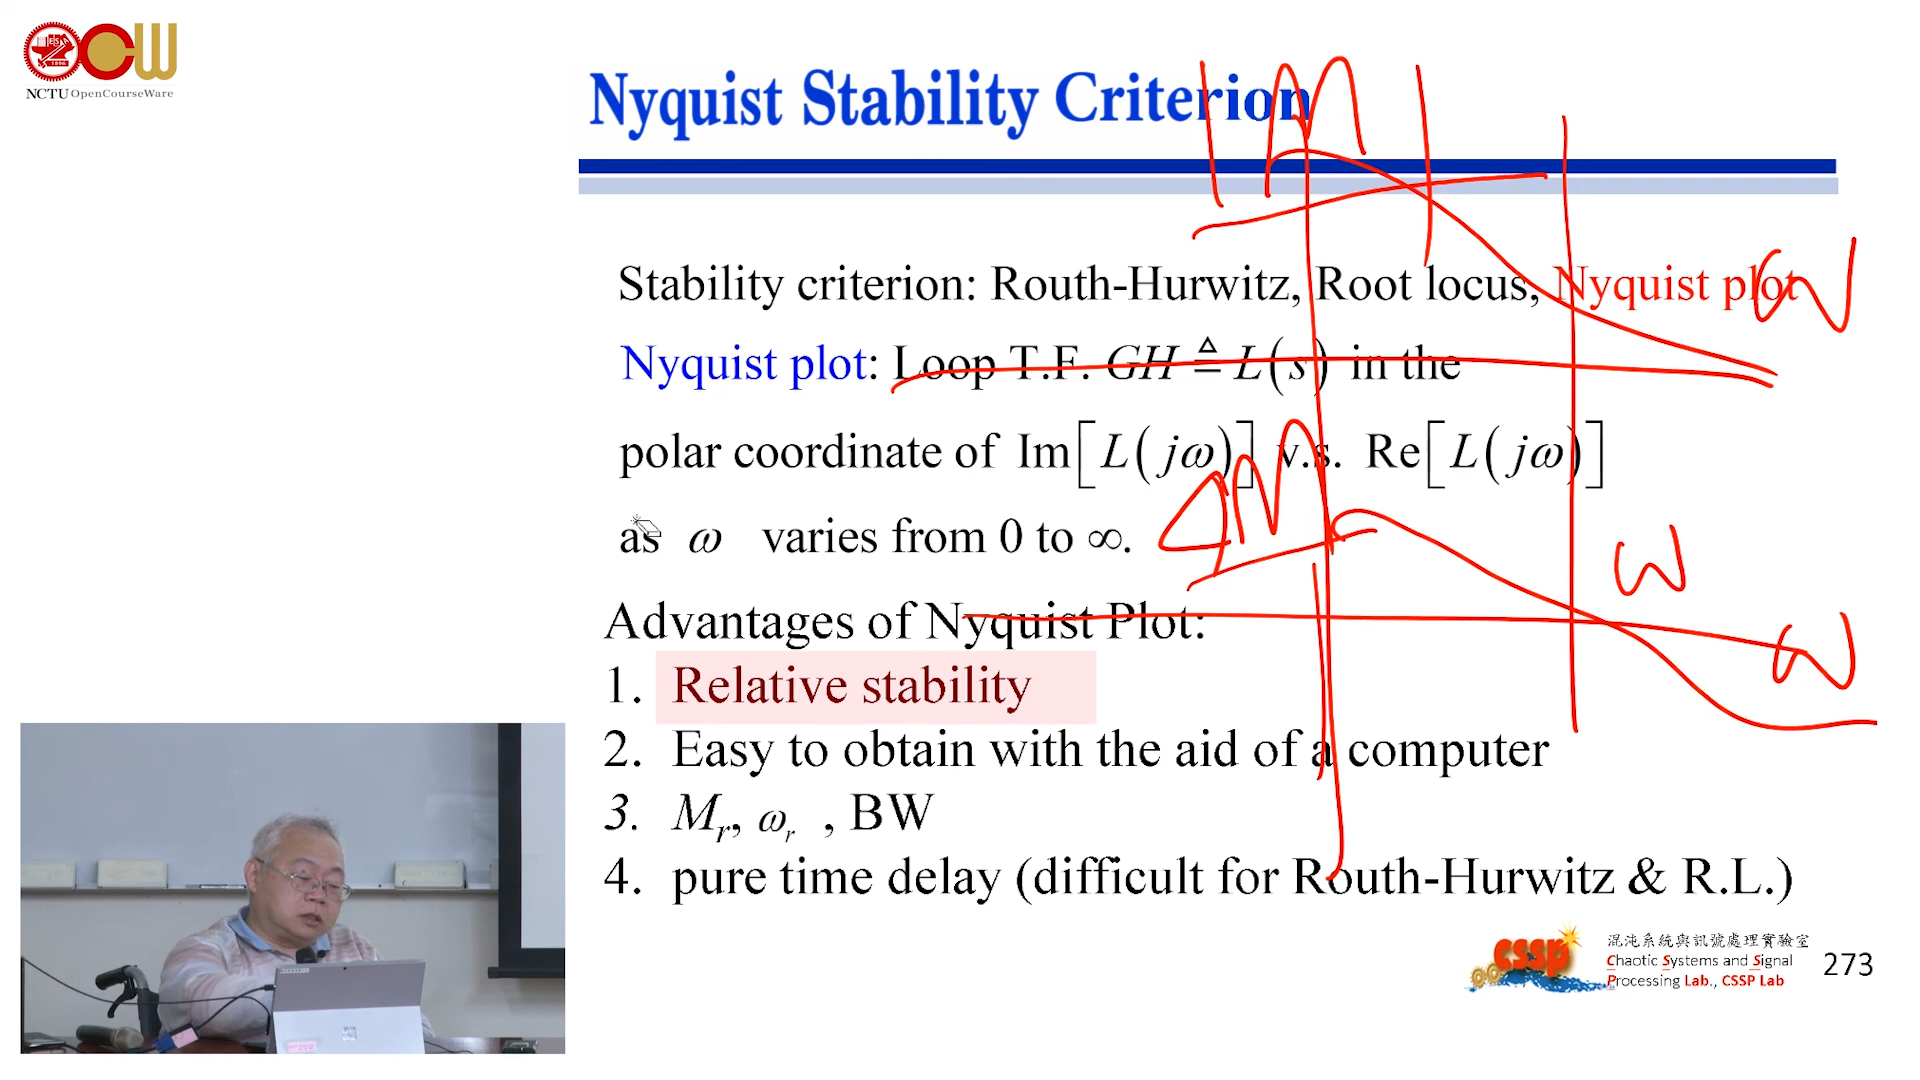 NCTU OpenCourseWare
Nyquist Stability Criterion
|M|
Stability criterion: Routh-Hurwitz, Root locus, Nyquist plot
ω
Nyquist plot: Loop T.F. GH ≜ L(s) in the
polar coordinate of Im[L(jω)] v.s. Re[L(jω)]
∠M
as ω varies from 0 to ∞.
ω
Advantages of Nyquist Plot:
ω
1. Relative stability
2. Easy to obtain with the aid of a computer
3. Mr, ωr , BW
4. pure time delay (difficult for Routh-Hurwitz & R.L.)
CSSP
混沌系統與訊號處理實驗室
Chaotic Systems and Signal
Processing Lab., CSSP Lab
273